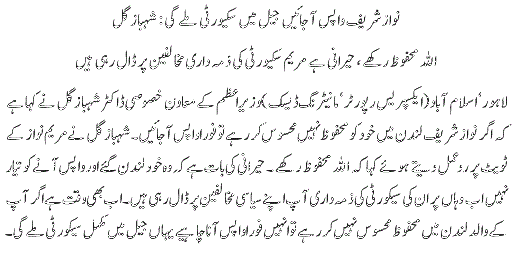 نواز شریف واپس آ جائیں جیل میں سکیورٹی ملے گی: شہباز گل
اللہ محفوظ رکھے، حیرانی ہے مریم سکیورٹی کی ذمہ داری مخالفین پر ڈال رہی ہیں
لاہور‘ اسلام آباد (ایکسپریس رپورٹر‘ مانیٹرنگ ڈیسک) وزیراعظم کے معاون خصوصی ڈاکٹر شہباز گل نے کہا ہے
کہ اگر نواز شریف لندن میں خود کو محفوظ نہیں محسوس کر رہے تو فوراً واپس آجائیں۔ شہباز گل نے مریم نواز کے
ٹویٹ پر ردعمل دیتے ہوئے کہا کہ اللہ محفوظ رکھے۔ حیرانی کی بات ہے کہ وہ خود لندن گئے اور واپس آنے کو تیار
نہیں اب وہاں پر ان کی سکیورٹی کی ذمہ داری آپ اپنے سیاسی مخالفین پر ڈال رہی ہیں۔ اب بھی وقت ہے اگر آپ
کے والد لندن میں محفوظ محسوس نہیں کر رہے تو انہیں فوراً واپس آنا چاہیے یہاں جیل میں مکمل سیکورٹی ملے گی۔